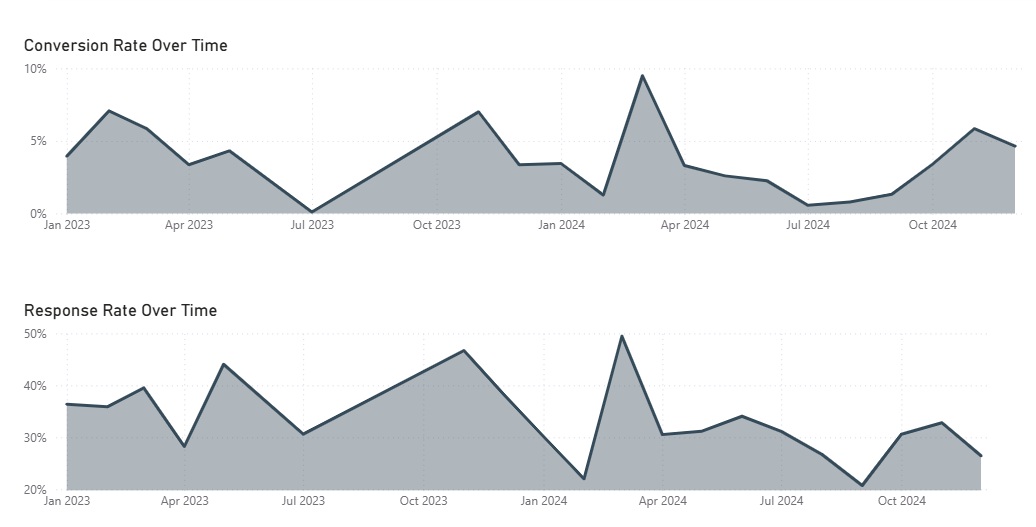 Conversion Rate Over Time
10%
5%
0%
Jan 2023 Apr 2023 Jul 2023 Oct 2023 Jan 2024 Apr 2024 Jul 2024 Oct 2024
Response Rate Over Time
50%
40%
30%
20%
Jan 2023 Apr 2023 Jul 2023 Oct 2023 Jan 2024 Apr 2024 Jul 2024 Oct 2024